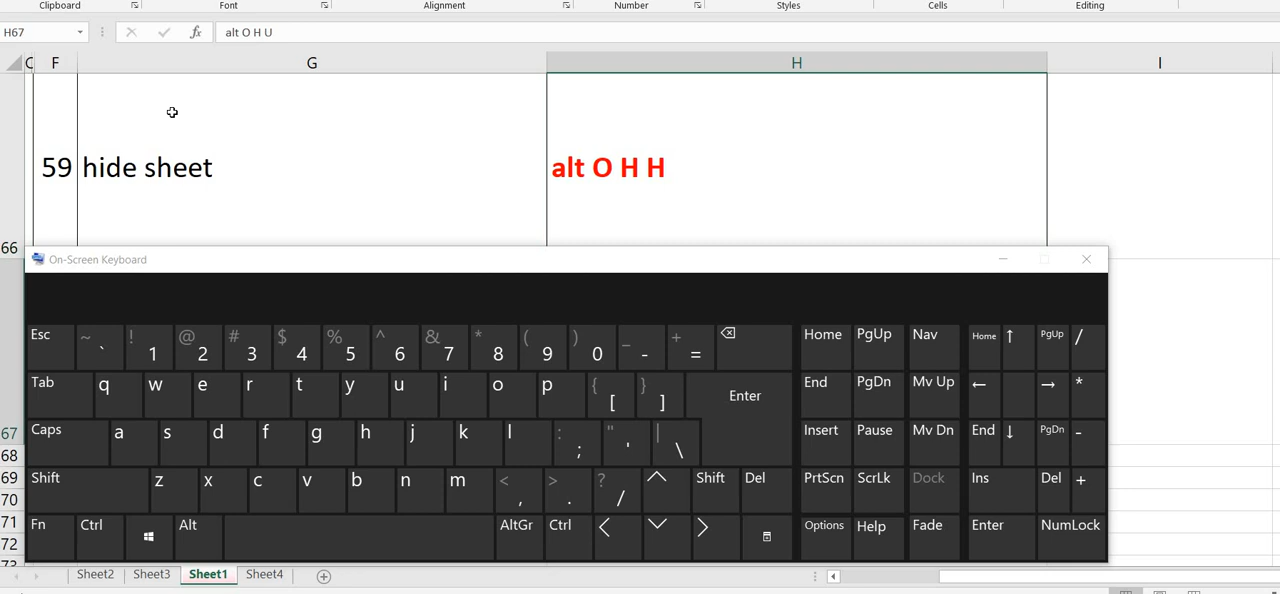 Clipboard Font Alignment Number Styles Cells Editing
H67 fx alt O H U
C F G H I
59 hide sheet alt O H H
66
On-Screen Keyboard
Esc ~ ` ! 1 @ 2 # 3 $ 4 % 5 ^ 6 & 7 * 8 ( 9 ) 0 _ - + = Home PgUp Nav Home ↑ PgUp /
Tab q w e r t y u i o p { [ } ] Enter End PgDn Mv Up ← → *
Caps a s d f g h j k l : ; " ' | \ Insert Pause Mv Dn End ↓ PgDn -
67
Shift z x c v b n m < , > . ? / Shift Del PrtScn ScrLk Dock Ins Del +
68
69
70
Fn Ctrl Alt AltGr Ctrl Options Help Fade Enter NumLock
71
72
73
Sheet2 Sheet3 Sheet1 Sheet4